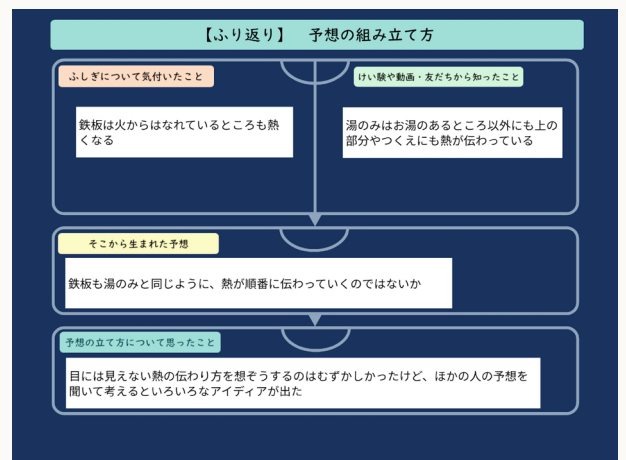 【ふり返り】　予想の組み立て方
ふしぎについて気付いたこと
鉄板は火からはなれているところも熱
くなる
けい験や動画・友だちから知ったこと
湯のみはお湯のあるところ以外にも上の
部分やつくえにも熱が伝わっている
そこから生まれた予想
鉄板も湯のみと同じように、熱が順番に伝わっていくのではないか
予想の立て方について思ったこと
目には見えない熱の伝わり方を想ぞうするのはむずかしかったけど、ほかの人の予想を
聞いて考えるといろいろなアイディアが出た